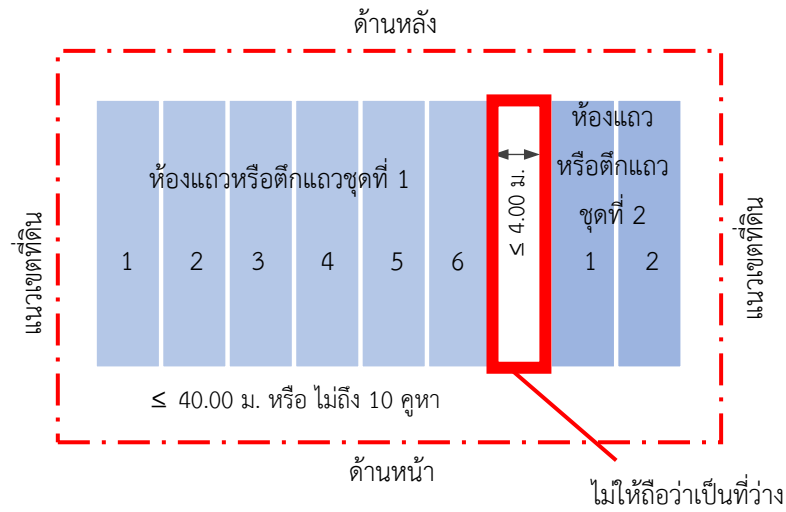 ด้านหลัง
ห้องแถวหรือตึกแถวชุดที่ 1
ห้องแถว
หรือตึกแถว
ชุดที่ 2
≤ 4.00 ม.
แนวเขตที่ดิน
แนวเขตที่ดิน
1 2 3 4 5 6 1 2
≤ 40.00 ม. หรือ ไม่ถึง 10 คูหา
ด้านหน้า
ไม่ให้ถือว่าเป็นที่ว่าง